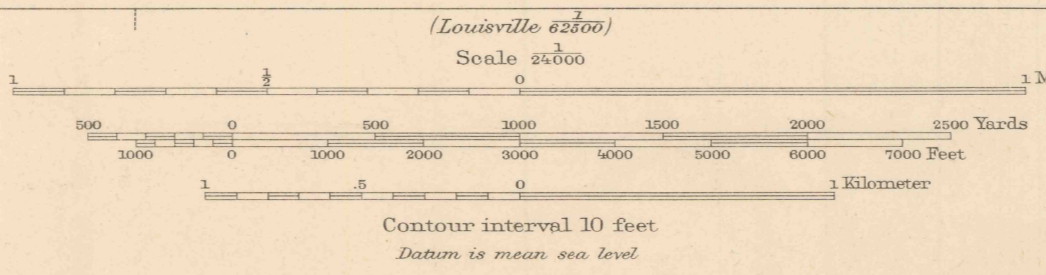 (Louisville 1/62500)
Scale 1/24000
1 1/2 0 1 M
500 0 500 1000 1500 2000 2500 Yards
1000 0 1000 2000 3000 4000 5000 6000 7000 Feet
1 .5 0 1 Kilometer
Contour interval 10 feet
Datum is mean sea level